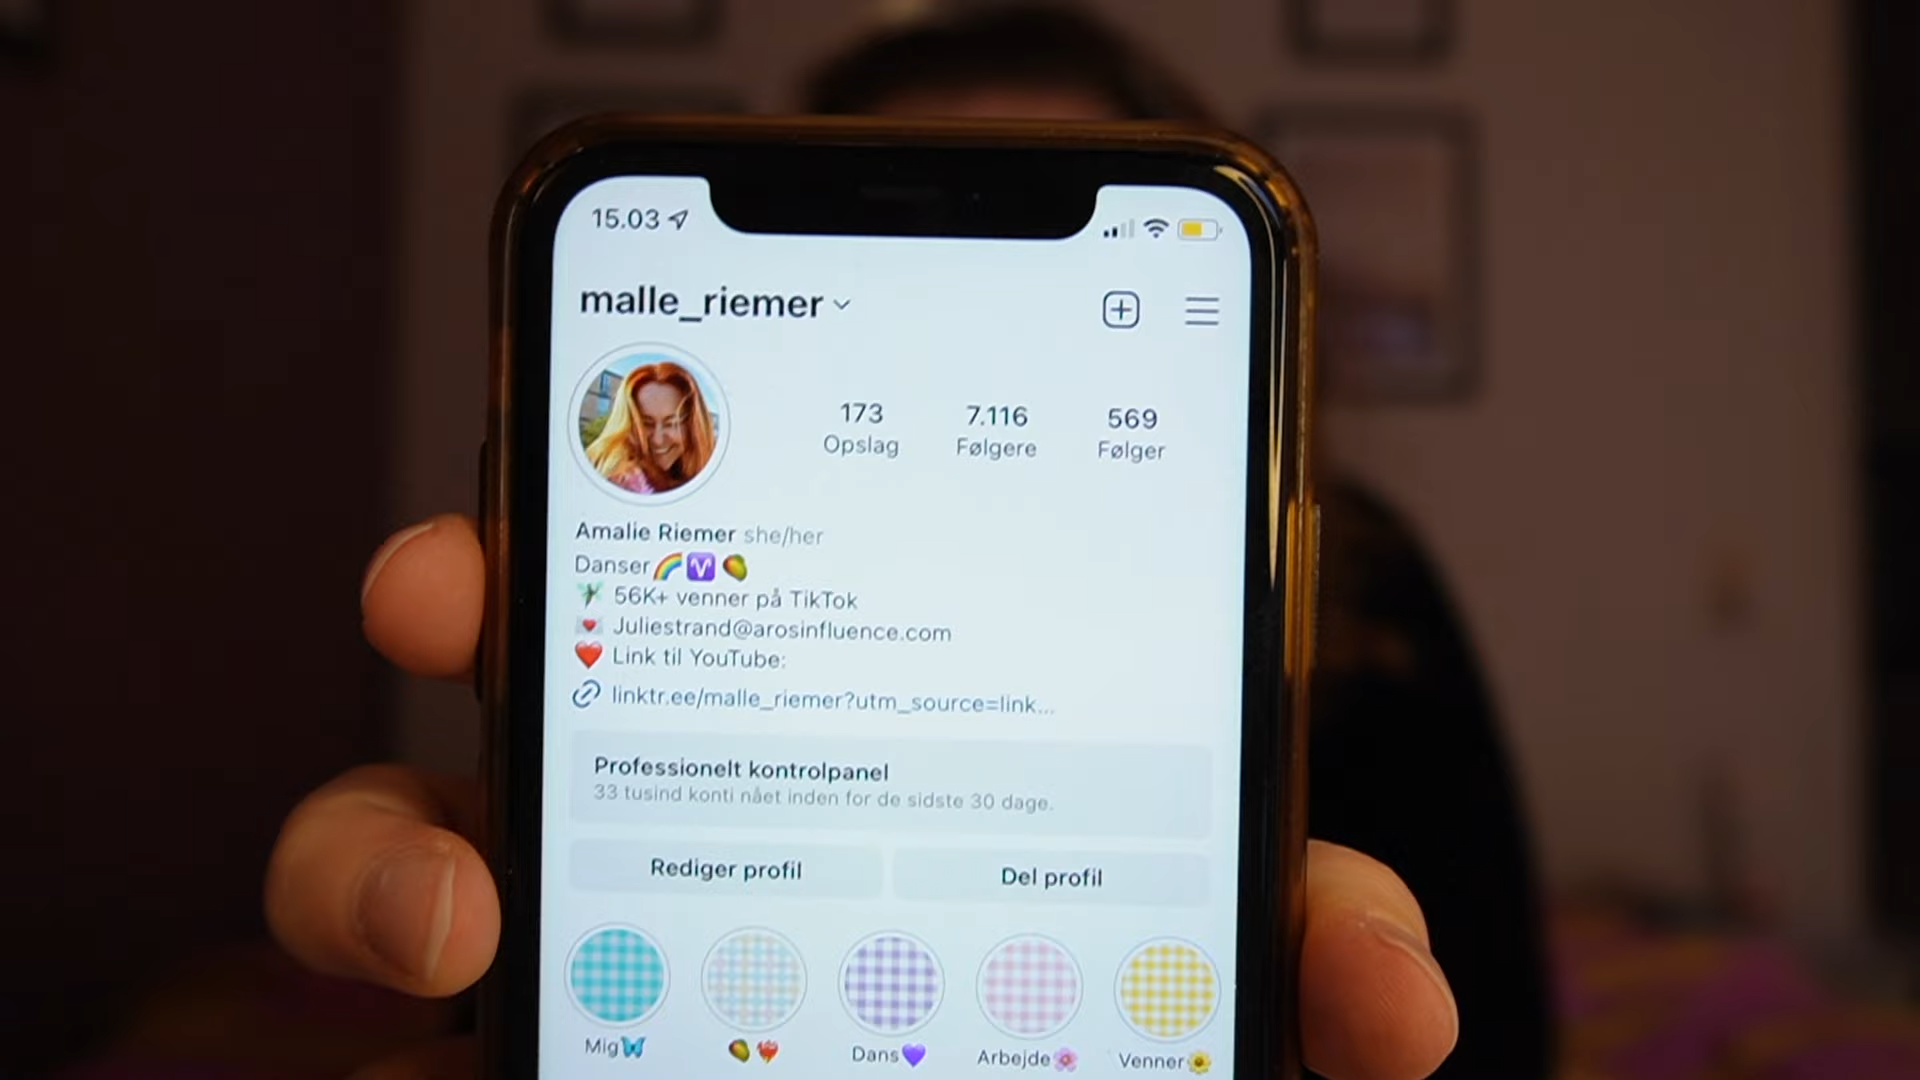 15.03
malle_riemer
173 7.116 569
Opslag Følgere Følger
Amalie Riemer she/her
Danser🌈♈🥭
🧚 56K+ venner på TikTok
💌 Juliestrand@arosinfluence.com
❤️ Link til YouTube:
linktr.ee/malle_riemer?utm_source=link...
Professionelt kontrolpanel
33 tusind konti nået inden for de sidste 30 dage.
Rediger profil Del profil
Mig🦋 🥭❤️‍🔥 Dans💜 Arbejde🌸 Venner🌼